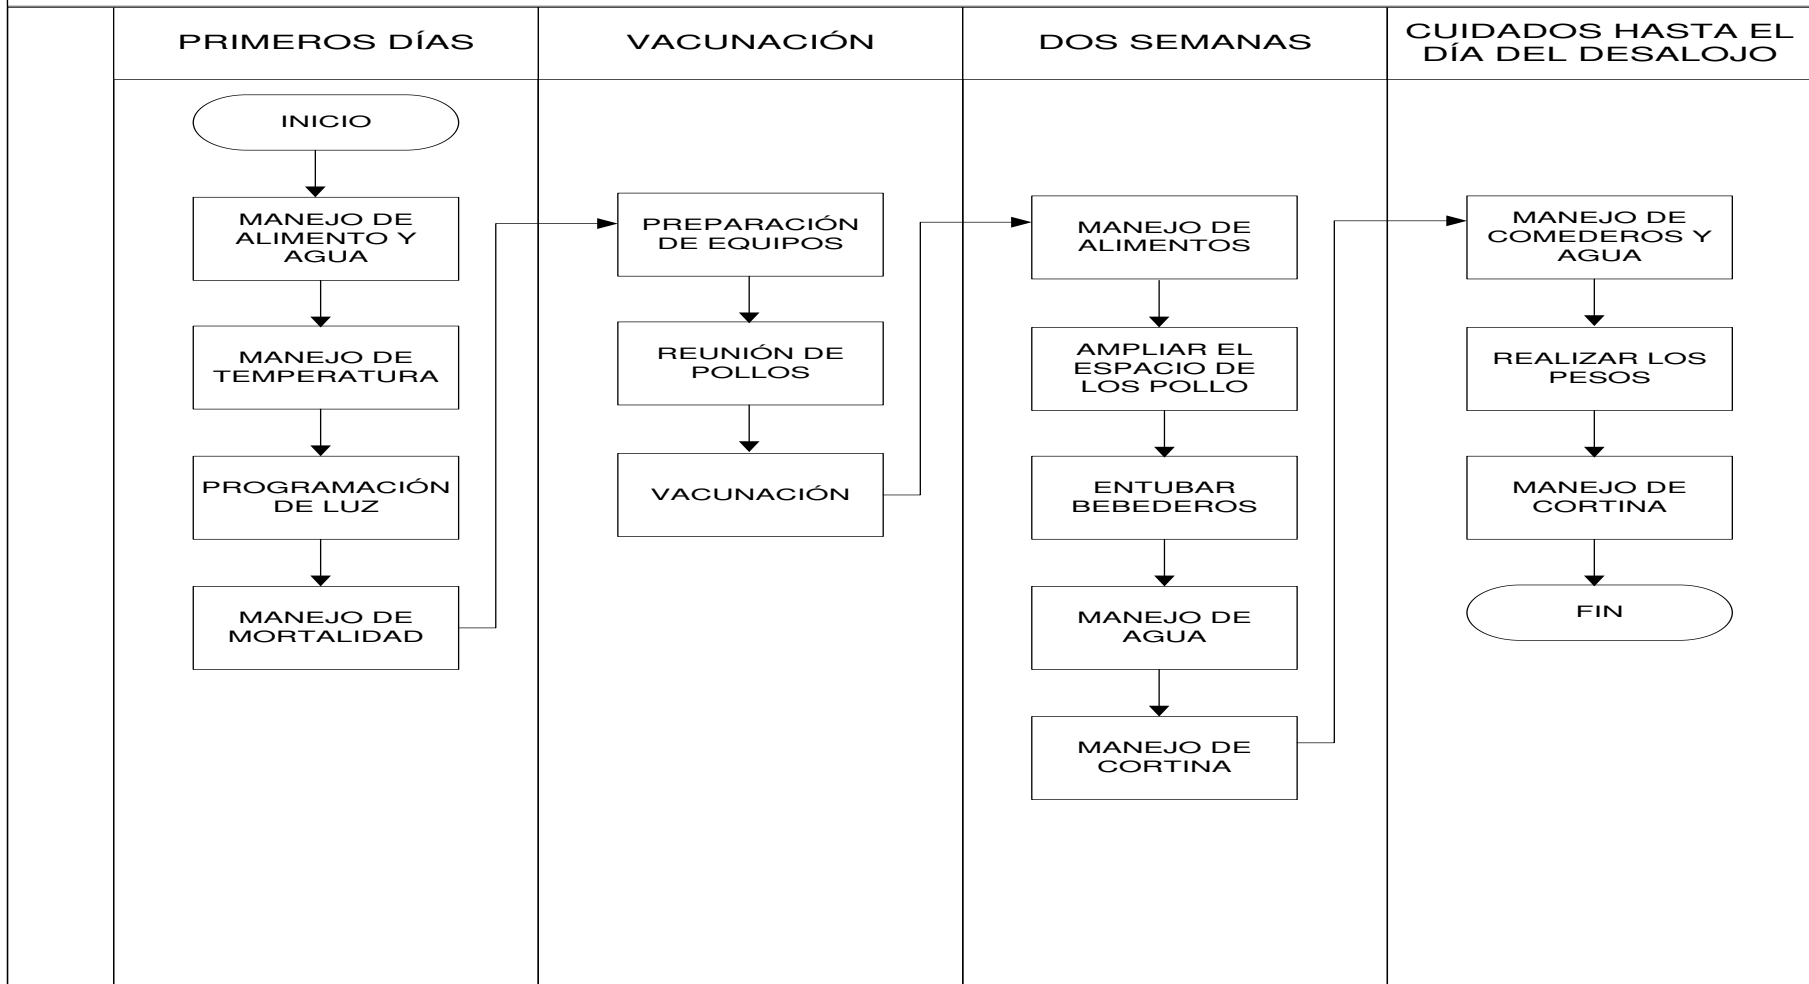 PRIMEROS DÍAS
INICIO
MANEJO DE
ALIMENTO Y
AGUA
MANEJO DE
TEMPERATURA
PROGRAMACIÓN
DE LUZ
MANEJO DE
MORTALIDAD
VACUNACIÓN
PREPARACIÓN
DE EQUIPOS
REUNIÓN DE
POLLOS
VACUNACIÓN
DOS SEMANAS
MANEJO DE
ALIMENTOS
AMPLIAR EL
ESPACIO DE
LOS POLLO
ENTUBAR
BEBEDEROS
MANEJO DE
AGUA
MANEJO DE
CORTINA
CUIDADOS HASTA EL
DÍA DEL DESALOJO
MANEJO DE
COMEDEROS Y
AGUA
REALIZAR LOS
PESOS
MANEJO DE
CORTINA
FIN